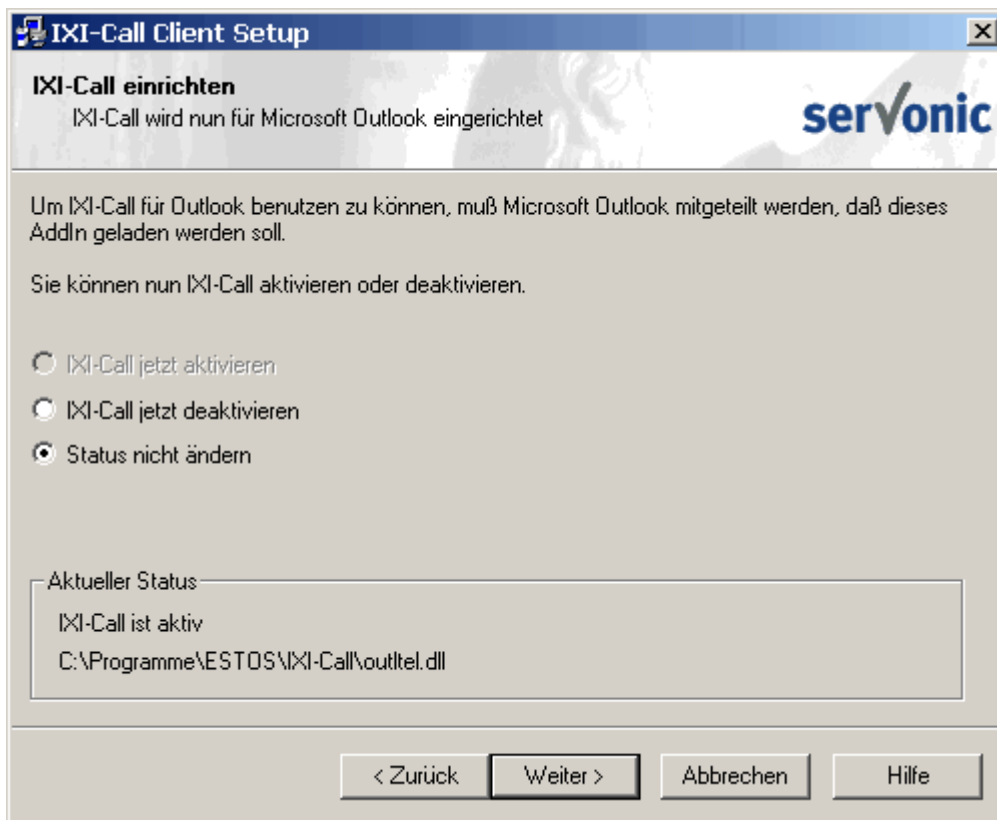 IXI-Call Client Setup
IXI-Call einrichten
IXI-Call wird nun für Microsoft Outlook eingerichtet
servonic
Um IXI-Call für Outlook benutzen zu können, muß Microsoft Outlook mitgeteilt werden, daß dieses
AddIn geladen werden soll.
Sie können nun IXI-Call aktivieren oder deaktivieren.
IXI-Call jetzt aktivieren
IXI-Call jetzt deaktivieren
Status nicht ändern
Aktueller Status
IXI-Call ist aktiv
C:\Programme\ESTOS\IXI-Call\outltel.dll
< Zurück
Weiter >
Abbrechen
Hilfe